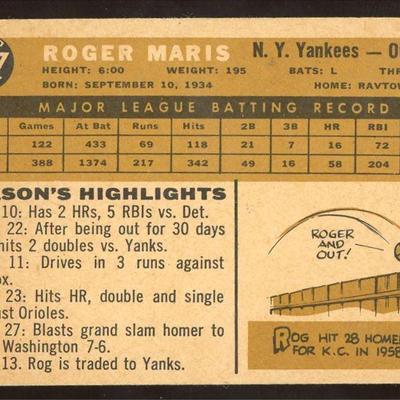 7
ROGER MARIS N. Y. Yankees — O
HEIGHT: 6:00 WEIGHT: 195 BATS: L THR
BORN: SEPTEMBER 10, 1934 HOME: RAYTOW
MAJOR LEAGUE BATTING RECORD
Games At Bat Runs Hits 2B 3B HR RBI
122 433 69 118 21 7 16 72
388 1374 217 342 49 16 58 204
SON'S HIGHLIGHTS
10: Has 2 HRs, 5 RBIs vs. Det.
22: After being out for 30 days
hits 2 doubles vs. Yanks.
11: Drives in 3 runs against
ox.
23: Hits HR, double and single
st Orioles.
27: Blasts grand slam homer to
Washington 7-6.
13. Rog is traded to Yanks.
ROGER
AND
OUT!
ROG HIT 28 HOME
FOR K.C. IN 1958